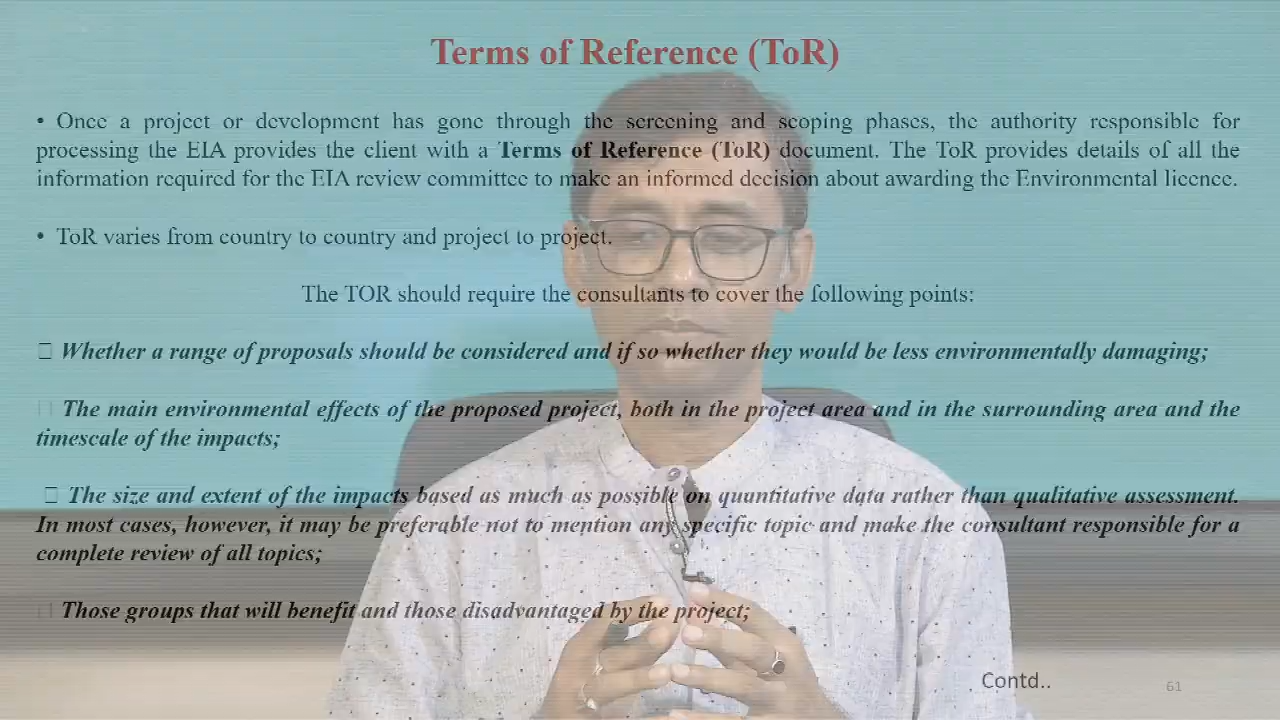 Terms of Reference (ToR)
• Once a project or development has gone through the screening and scoping phases, the authority responsible for
processing the EIA provides the client with a Terms of Reference (ToR) document. The ToR provides details of all the
information required for the EIA review committee to make an informed decision about awarding the Environmental licence.
• ToR varies from country to country and project to project.
The TOR should require the consultants to cover the following points:
Whether a range of proposals should be considered and if so whether they would be less environmentally damaging;
The main environmental effects of the proposed project, both in the project area and in the surrounding area and the
timescale of the impacts;
The size and extent of the impacts based as much as possible on quantitative data rather than qualitative assessment.
In most cases, however, it may be preferable not to mention any specific topic and make the consultant responsible for a
complete review of all topics;
Those groups that will benefit and those disadvantaged by the project;
Contd..
61